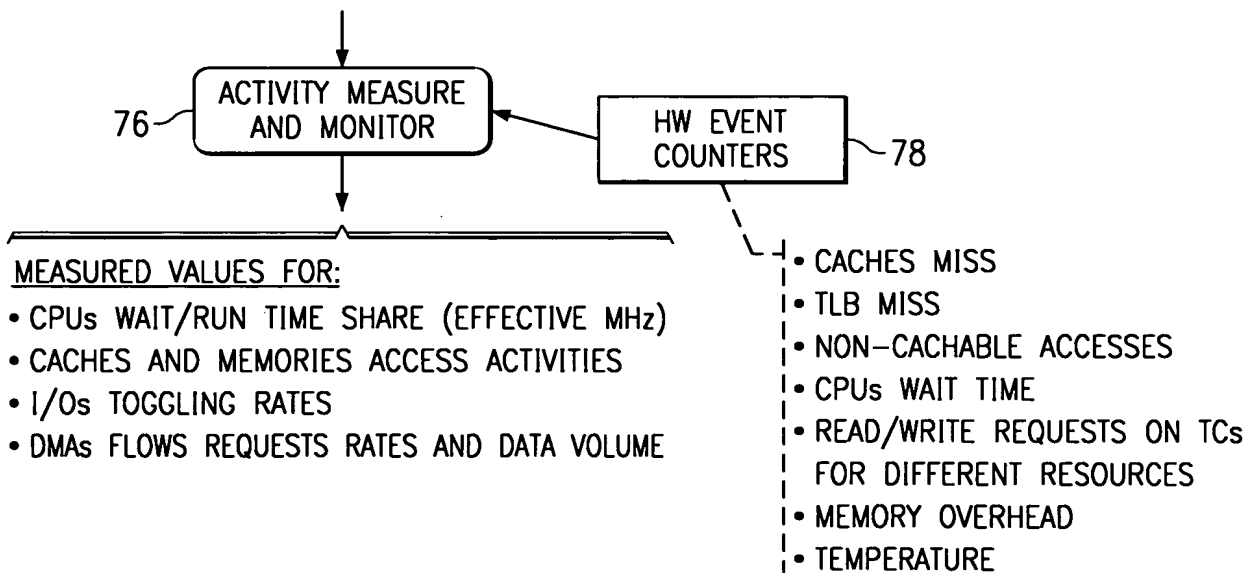 ACTIVITY MEASURE
AND MONITOR
76
HW EVENT
COUNTERS
78
MEASURED VALUES FOR:
• CPUs WAIT/RUN TIME SHARE (EFFECTIVE MHz)
• CACHES AND MEMORIES ACCESS ACTIVITIES
• I/Os TOGGLING RATES
• DMAs FLOWS REQUESTS RATES AND DATA VOLUME
• CACHES MISS
• TLB MISS
• NON-CACHABLE ACCESSES
• CPUs WAIT TIME
• READ/WRITE REQUESTS ON TCs
FOR DIFFERENT RESOURCES
• MEMORY OVERHEAD
• TEMPERATURE